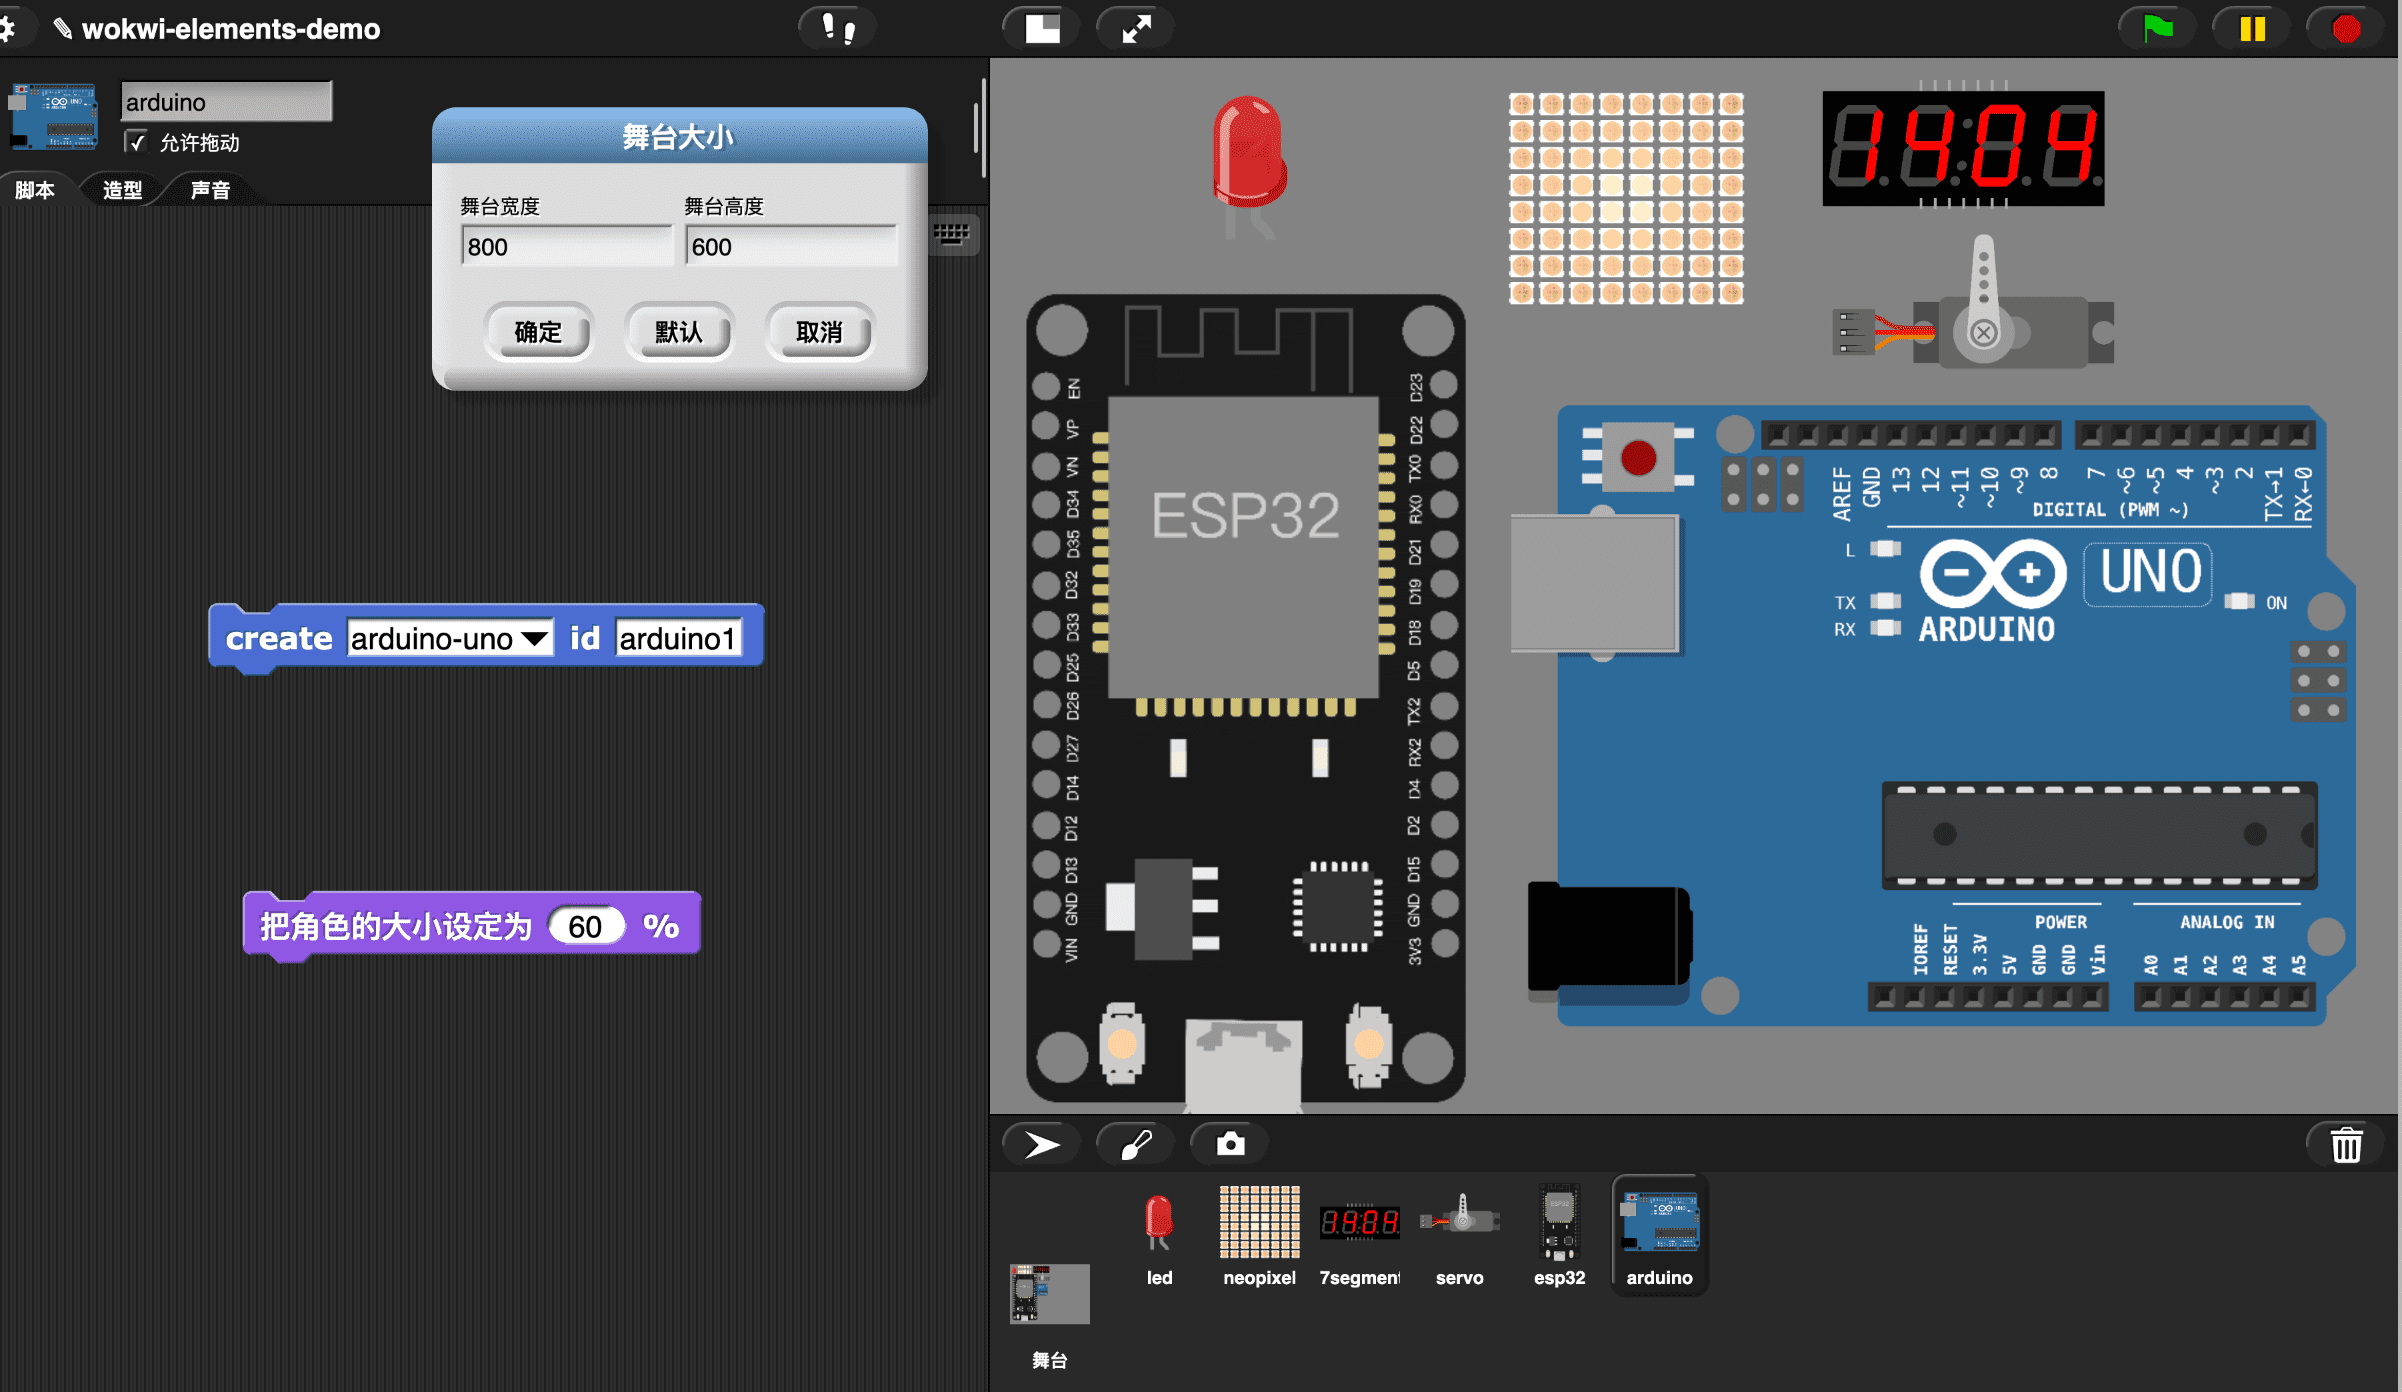 wokwi-elements-demo
arduino
允许拖动
脚本 造型 声音
舞台大小
舞台宽度 舞台高度
800 600
确定 默认 取消
create arduino-uno id arduino1
把角色的大小设定为 60 %
1404
ESP32
EN
VP
VN
D34
D35
D32
D33
D25
D26
D27
D14
D12
D13
GND
VIN
D23
D22
TX0
RX0
D21
D19
D18
D5
TX2
RX2
D4
D2
D15
GND
3V3
AREF GND 13 12 ~11 ~10 ~9 8 7 ~6 ~5 4 ~3 2 TX→1 RX←0
DIGITAL (PWM ~)
L
TX
RX
UNO
ON
ARDUINO
POWER ANALOG IN
IOREF RESET 3.3V 5V GND GND Vin A0 A1 A2 A3 A4 A5
led neopixel 7segment servo esp32 arduino
舞台